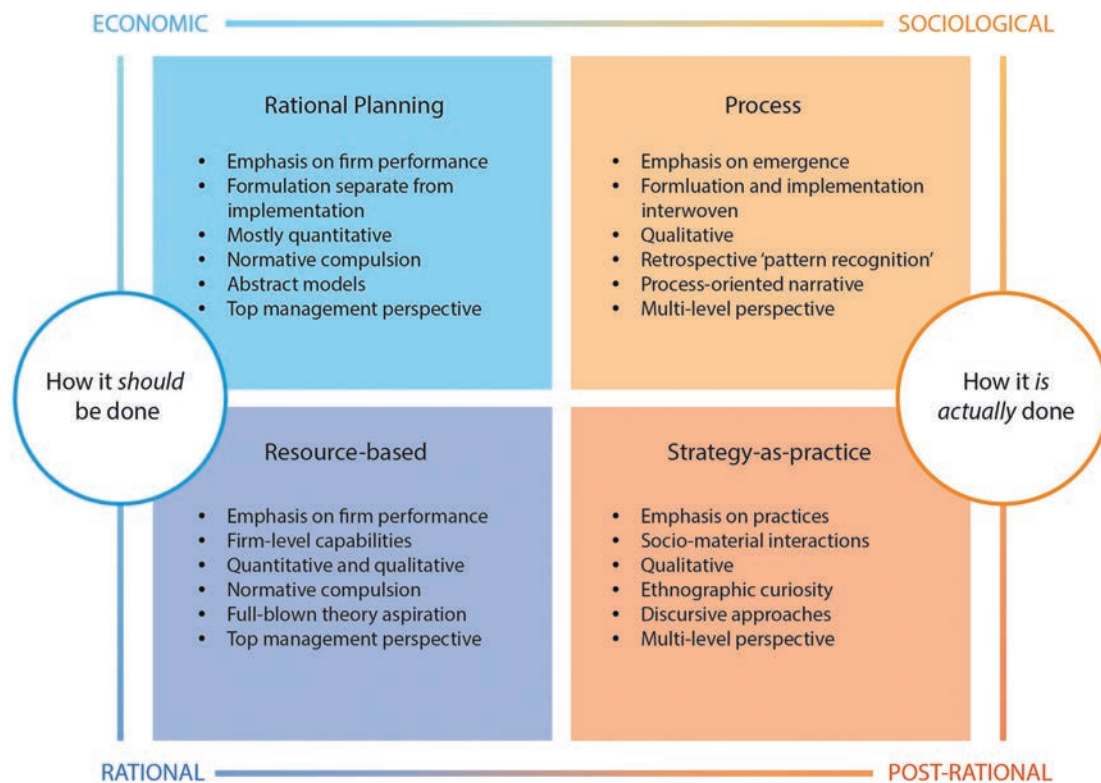 ECONOMIC
SOCIOLOGICAL
Rational Planning
• Emphasis on firm performance
• Formulation separate from
implementation
• Mostly quantitative
• Normative compulsion
• Abstract models
• Top management perspective
Process
• Emphasis on emergence
• Formluation and implementation
interwoven
• Qualitative
• Retrospective ‘pattern recognition’
• Process-oriented narrative
• Multi-level perspective
How it should
be done
How it is
actually done
Resource-based
• Emphasis on firm performance
• Firm-level capabilities
• Quantitative and qualitative
• Normative compulsion
• Full-blown theory aspiration
• Top management perspective
Strategy-as-practice
• Emphasis on practices
• Socio-material interactions
• Qualitative
• Ethnographic curiosity
• Discursive approaches
• Multi-level perspective
RATIONAL
POST-RATIONAL